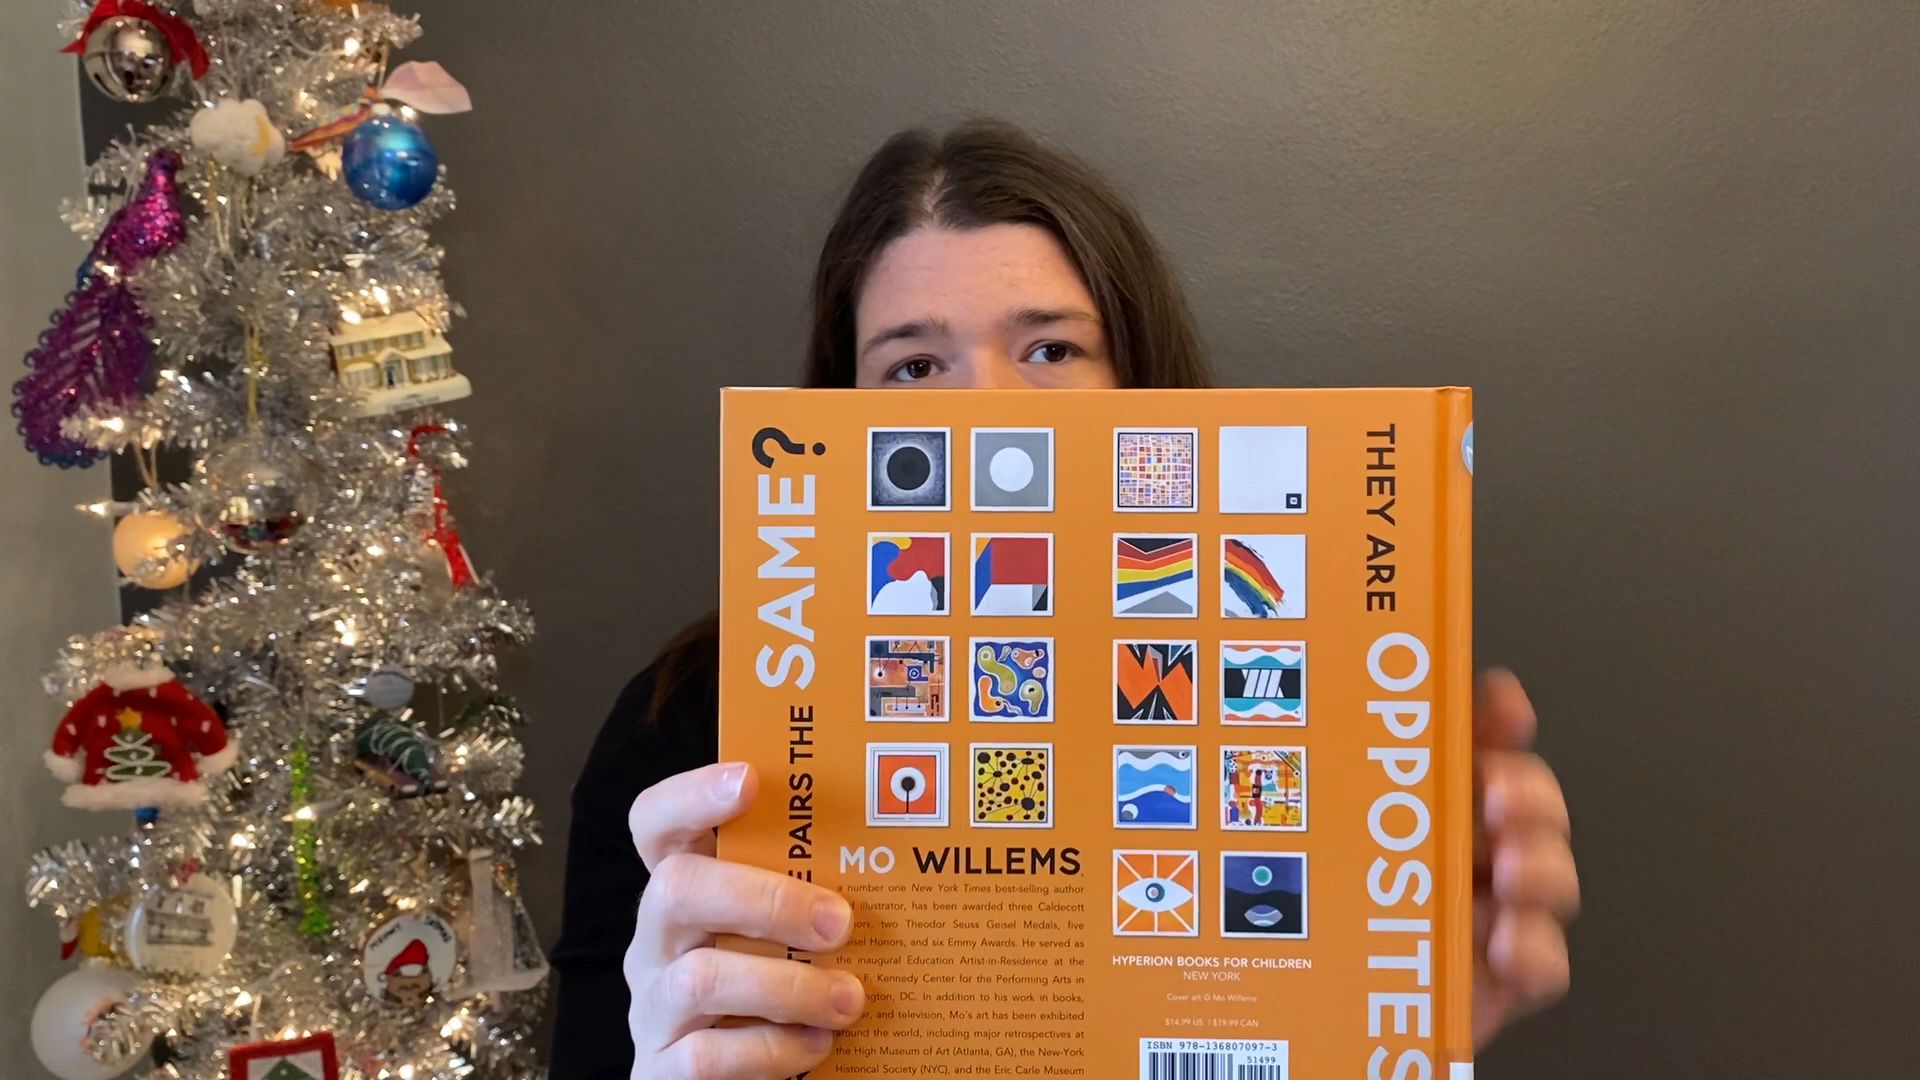 PAIRS THE SAME?
THEY ARE OPPOSITES
MO WILLEMS
a number one New York Times best-selling author
illustrator, has been awarded three Caldecott
two Theodor Seuss Geisel Medals, five
Honors, and six Emmy Awards. He served as
the inaugural Education Artist-in-Residence at the
F. Kennedy Center for the Performing Arts in
DC. In addition to his work in books,
and television, Mo's art has been exhibited
around the world, including major retrospectives at
the High Museum of Art (Atlanta, GA), the New-York
Historical Society (NYC), and the Eric Carle Museum
HYPERION BOOKS FOR CHILDREN
NEW YORK
Cover art © Mo Willems
$14.99 US | $19.99 CAN
ISBN 978-136807097-3
51499